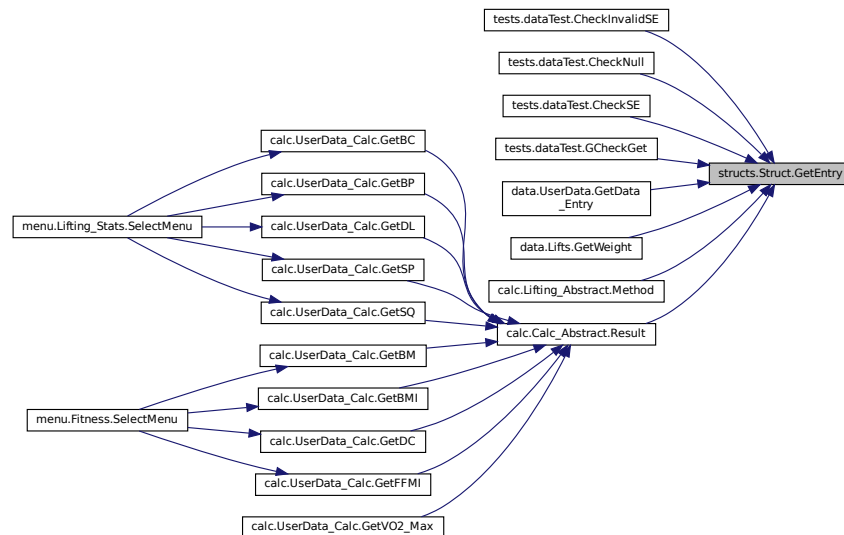 tests.dataTest.CheckInvalidSE
tests.dataTest.CheckNull
tests.dataTest.CheckSE
tests.dataTest.GCheckGet
structs.Struct.GetEntry
data.UserData.GetData
_Entry
data.Lifts.GetWeight
calc.Lifting_Abstract.Method
calc.Calc_Abstract.Result
calc.UserData_Calc.GetBC
calc.UserData_Calc.GetBP
menu.Lifting_Stats.SelectMenu
calc.UserData_Calc.GetDL
calc.UserData_Calc.GetSP
calc.UserData_Calc.GetSQ
calc.UserData_Calc.GetBM
calc.UserData_Calc.GetBMI
menu.Fitness.SelectMenu
calc.UserData_Calc.GetDC
calc.UserData_Calc.GetFFMI
calc.UserData_Calc.GetVO2_Max